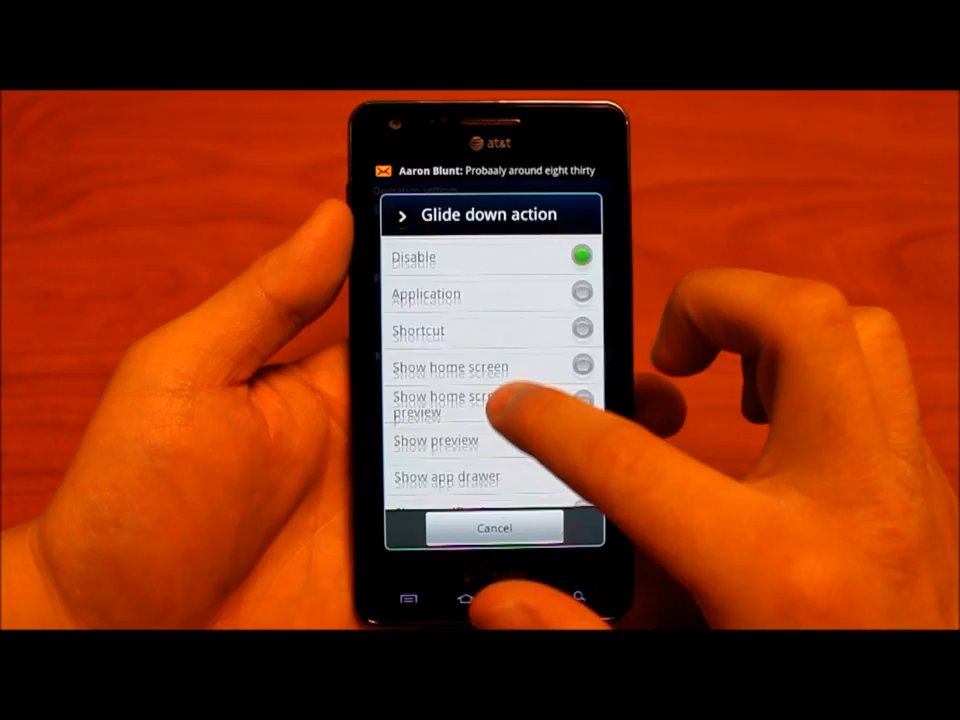 at&t
Aaron Blunt: Probaaly around eight thirty
Glide down action
Disable
Application
Shortcut
Show home screen
Show home
preview
Show preview
Show app drawer
Cancel